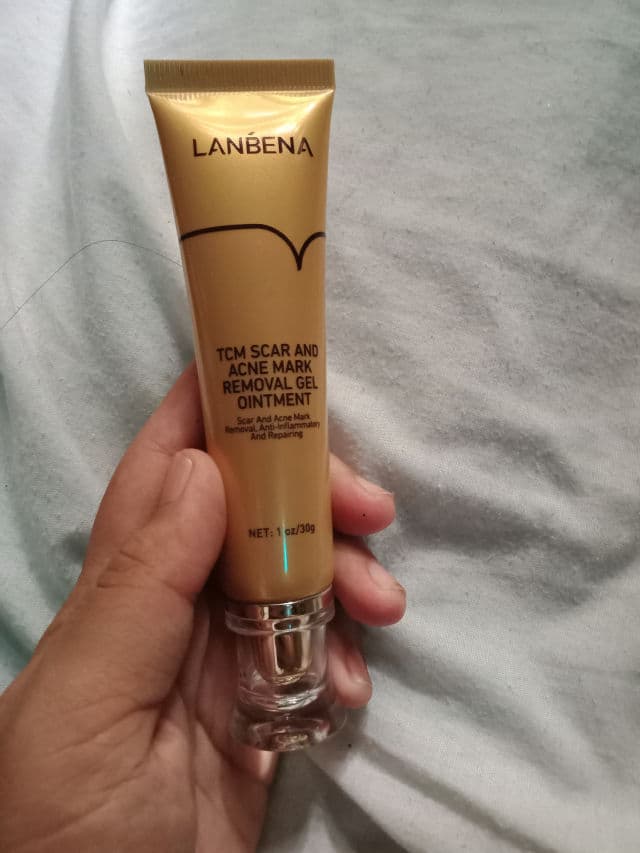 LANBENA
TCM SCAR AND
ACNE MARK
REMOVAL GEL
OINTMENT
Scar And Acne Mark
Removal, Anti-inflammatory
And Repairing
NET: 1 oz/30g